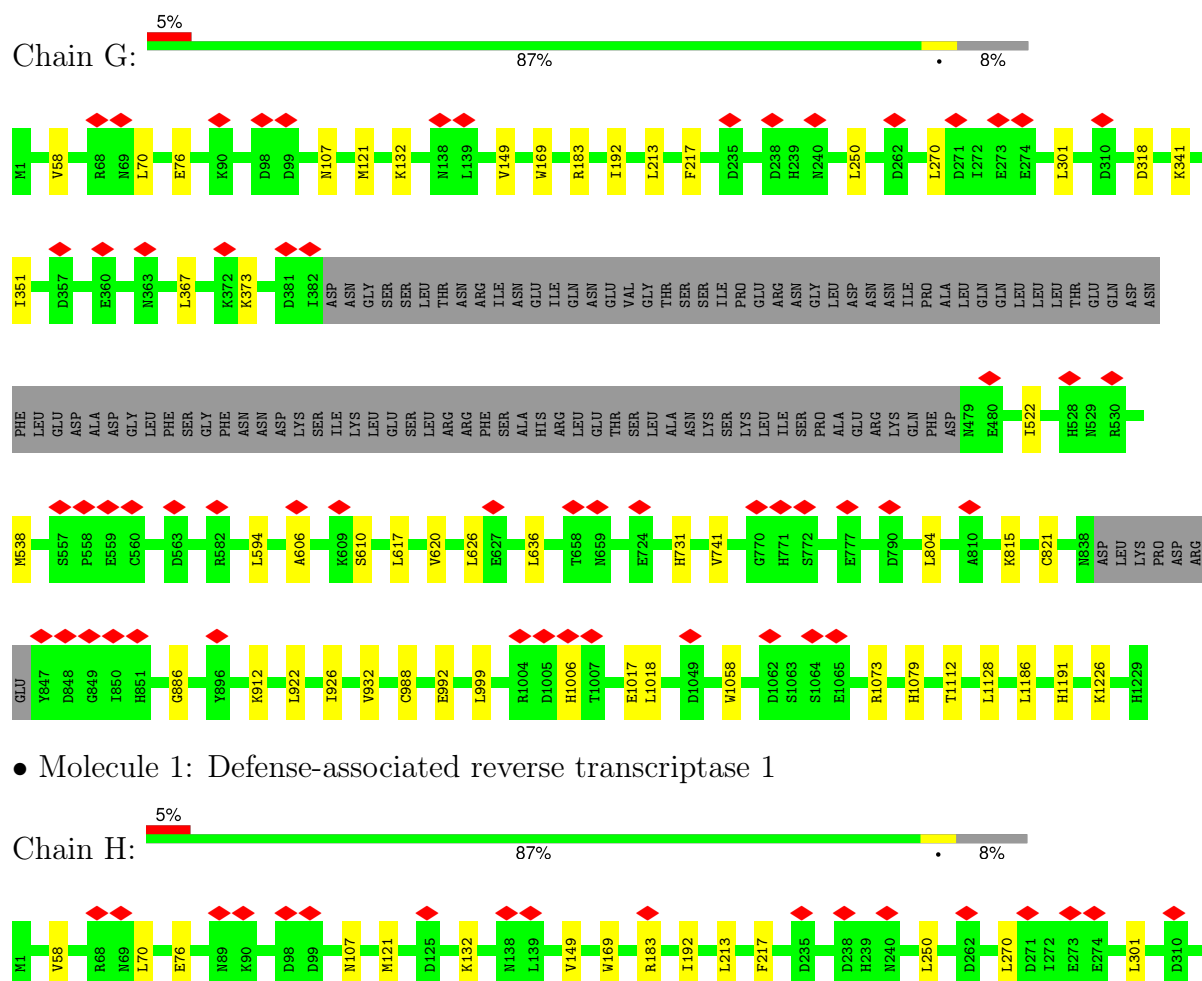 5%
Chain G:
87% • 8%
M1 V58 R68 N69 L70 E76 K90 D98 D99 N107 M121 K132 N138 L139 V149 W169 R183 I192 L213 F217 D235 D238 H239 N240 L250 D262 L270 D271 I272 E273 E274 L301 D310 D318 K341
I351 D357 E360 N363 L367 K372 K373 D381 I382 ASP ASN GLY SER SER LEU THR ASN ARG ILE ASN GLU ILE GLN ASN GLU VAL GLY THR SER SER ILE PRO GLU ARG ASN GLY LEU ASP ASN ASN ILE PRO ALA LEU GLN GLN LEU LEU LEU THR GLU GLN ASP ASN
PHE LEU GLU ASP ALA ASP GLY LEU PHE SER GLY PHE ASN ASN ASP LYS SER ILE LYS LEU GLU SER LEU ARG ARG PHE SER ALA HIS ARG LEU GLU THR SER LEU ALA ASN LYS SER LYS LEU ILE SER PRO ALA GLU ARG LYS GLN PHE ASP N479 E480 I522 H528 N529 R530
M538 S557 P558 E559 C560 D563 R582 L594 A606 K609 S610 L617 V620 L626 E627 L636 T658 N659 E724 H731 V741 G770 H771 S772 E777 D790 L804 A810 K815 C821 N838 ASP LEU LYS PRO ASP ARG
GLU Y847 D848 G849 I850 H851 G886 Y896 K912 L922 I926 V932 C988 E992 L999 R1004 D1005 H1006 T1007 E1017 L1018 D1049 W1058 D1062 S1063 S1064 E1065 R1073 H1079 T1112 L1128 L1186 H1191 K1226 H1229
• Molecule 1: Defense-associated reverse transcriptase 1
5%
Chain H:
87% • 8%
M1 V58 R68 N69 L70 E76 N89 K90 D98 D99 N107 M121 D125 K132 N138 L139 V149 W169 R183 I192 L213 F217 D235 D238 H239 N240 L250 D262 L270 D271 I272 E273 E274 L301 D310